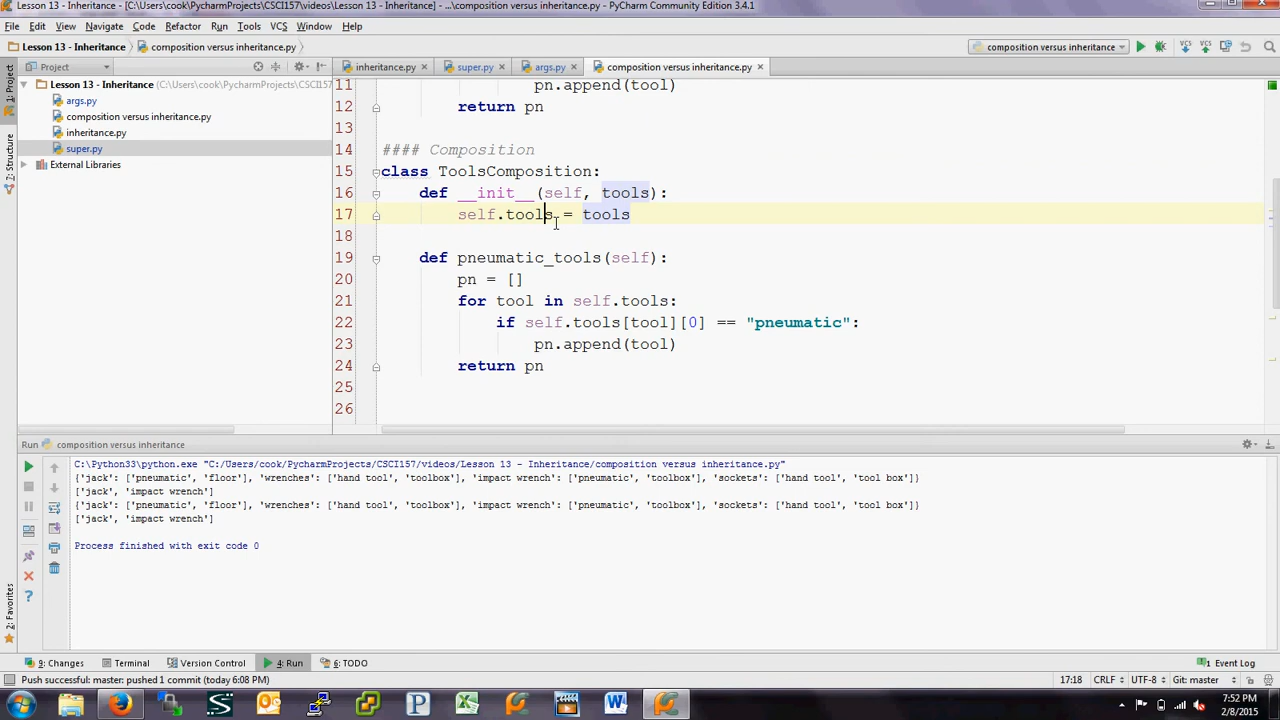 Lesson 13 - Inheritance - [C:\Users\cook\PycharmProjects\CSCI157\videos\Lesson 13 - Inheritance] - ...\composition versus inheritance.py - PyCharm Community Edition 3.4.1
File Edit View Navigate Code Refactor Run Tools VCS Window Help
Lesson 13 - Inheritance composition versus inheritance.py composition versus inheritance
Project inheritance.py super.py args.py composition versus inheritance.py
1: Project
7: Structure
2: Favorites
Lesson 13 - Inheritance (C:\Users\cook\PycharmProjects\CSCI157
args.py
composition versus inheritance.py
inheritance.py
super.py
External Libraries
11 pn.append(tool)
12 return pn
13
14 #### Composition
15 class ToolsComposition:
16 def __init__(self, tools):
17 self.tools = tools
18
19 def pneumatic_tools(self):
20 pn = []
21 for tool in self.tools:
22 if self.tools[tool][0] == "pneumatic":
23 pn.append(tool)
24 return pn
25
26
Run composition versus inheritance
C:\Python33\python.exe "C:/Users/cook/PycharmProjects/CSCI157/videos/Lesson 13 - Inheritance/composition versus inheritance.py"
{'jack': ['pneumatic', 'floor'], 'wrenches': ['hand tool', 'toolbox'], 'impact wrench': ['pneumatic', 'toolbox'], 'sockets': ['hand tool', 'tool box']}
['jack', 'impact wrench']
{'jack': ['pneumatic', 'floor'], 'wrenches': ['hand tool', 'toolbox'], 'impact wrench': ['pneumatic', 'toolbox'], 'sockets': ['hand tool', 'tool box']}
['jack', 'impact wrench']
Process finished with exit code 0
9: Changes Terminal Version Control 4: Run 6: TODO 1 Event Log
Push successful: master: pushed 1 commit (today 6:08 PM) 17:18 CRLF UTF-8 Git: master
7:52 PM
2/8/2015